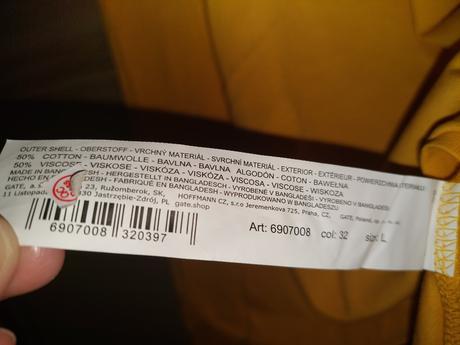 OUTER SHELL - OBERSTOFF - VRCHNÝ MATERIÁL - SVRCHNÍ MATERIÁL - EXTERIOR - EXTÉRIEUR - POWIERZCHNIA
50% COTTON - BAUMWOLLE - BAVLNA - BAVLNA ALGODÓN - COTON - BAWEŁNA
50% VISCOSE - VISKOSE - VISKÓZA - VISKÓZA - VISCOSA - VISCOSE - WISKOZA
MADE IN BANGLADESH - HERGESTELLT IN BANGLADESCH - VYROBENÉ V BANGLADÉŠI - VYROBENO V BANGLADÉŠI
HECHO EN BANGLADESH - FABRIQUÉ EN BANGLADESH - WYPRODUKOWANO W BANGLADESZU
GATE, a.s. 23, Ružomberok, SK, HOFFMANN CZ, s.r.o Jeremenkova 725, Praha, CZ, GATE, Poland,
11 Listopad 30 Jastrzębie-Zdrój, PL gate.shop
6907008 320397
Art: 6907008 col: 32 size: L